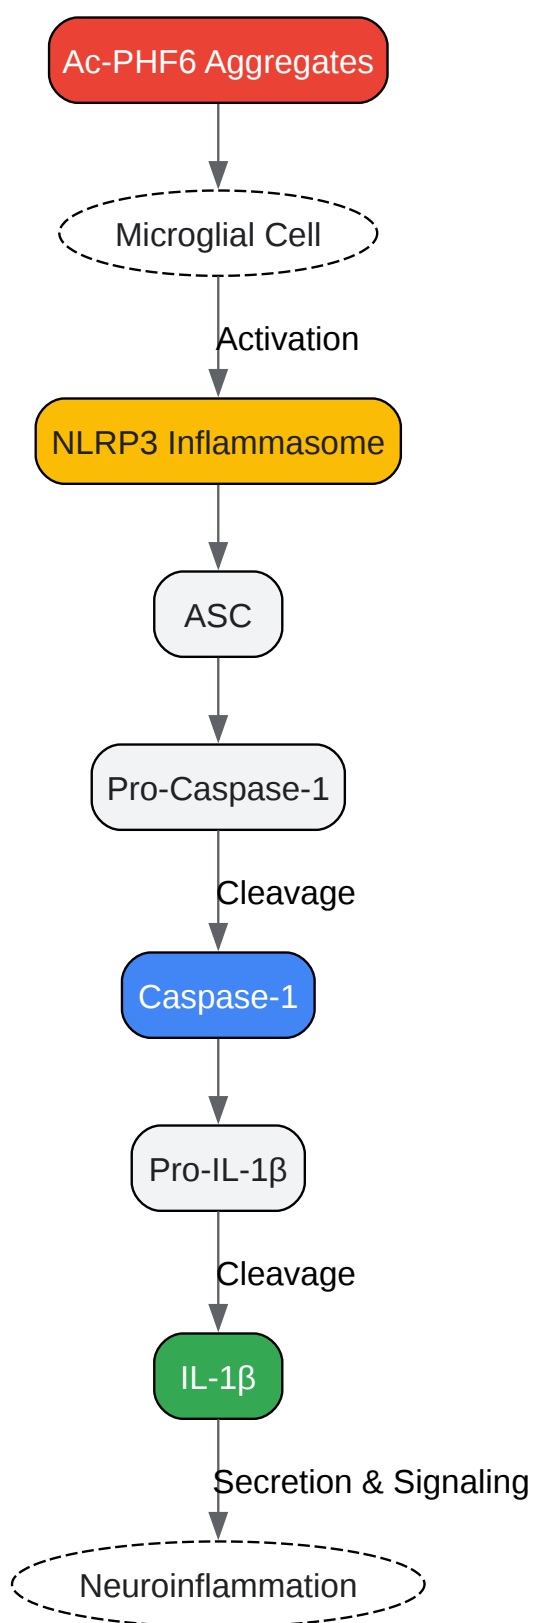 Ac-PHF6 Aggregates
Microglial Cell
Activation
NLRP3 Inflammasome
ASC
Pro-Caspase-1
Cleavage
Caspase-1
Pro-IL-1β
Cleavage
IL-1β
Secretion & Signaling
Neuroinflammation